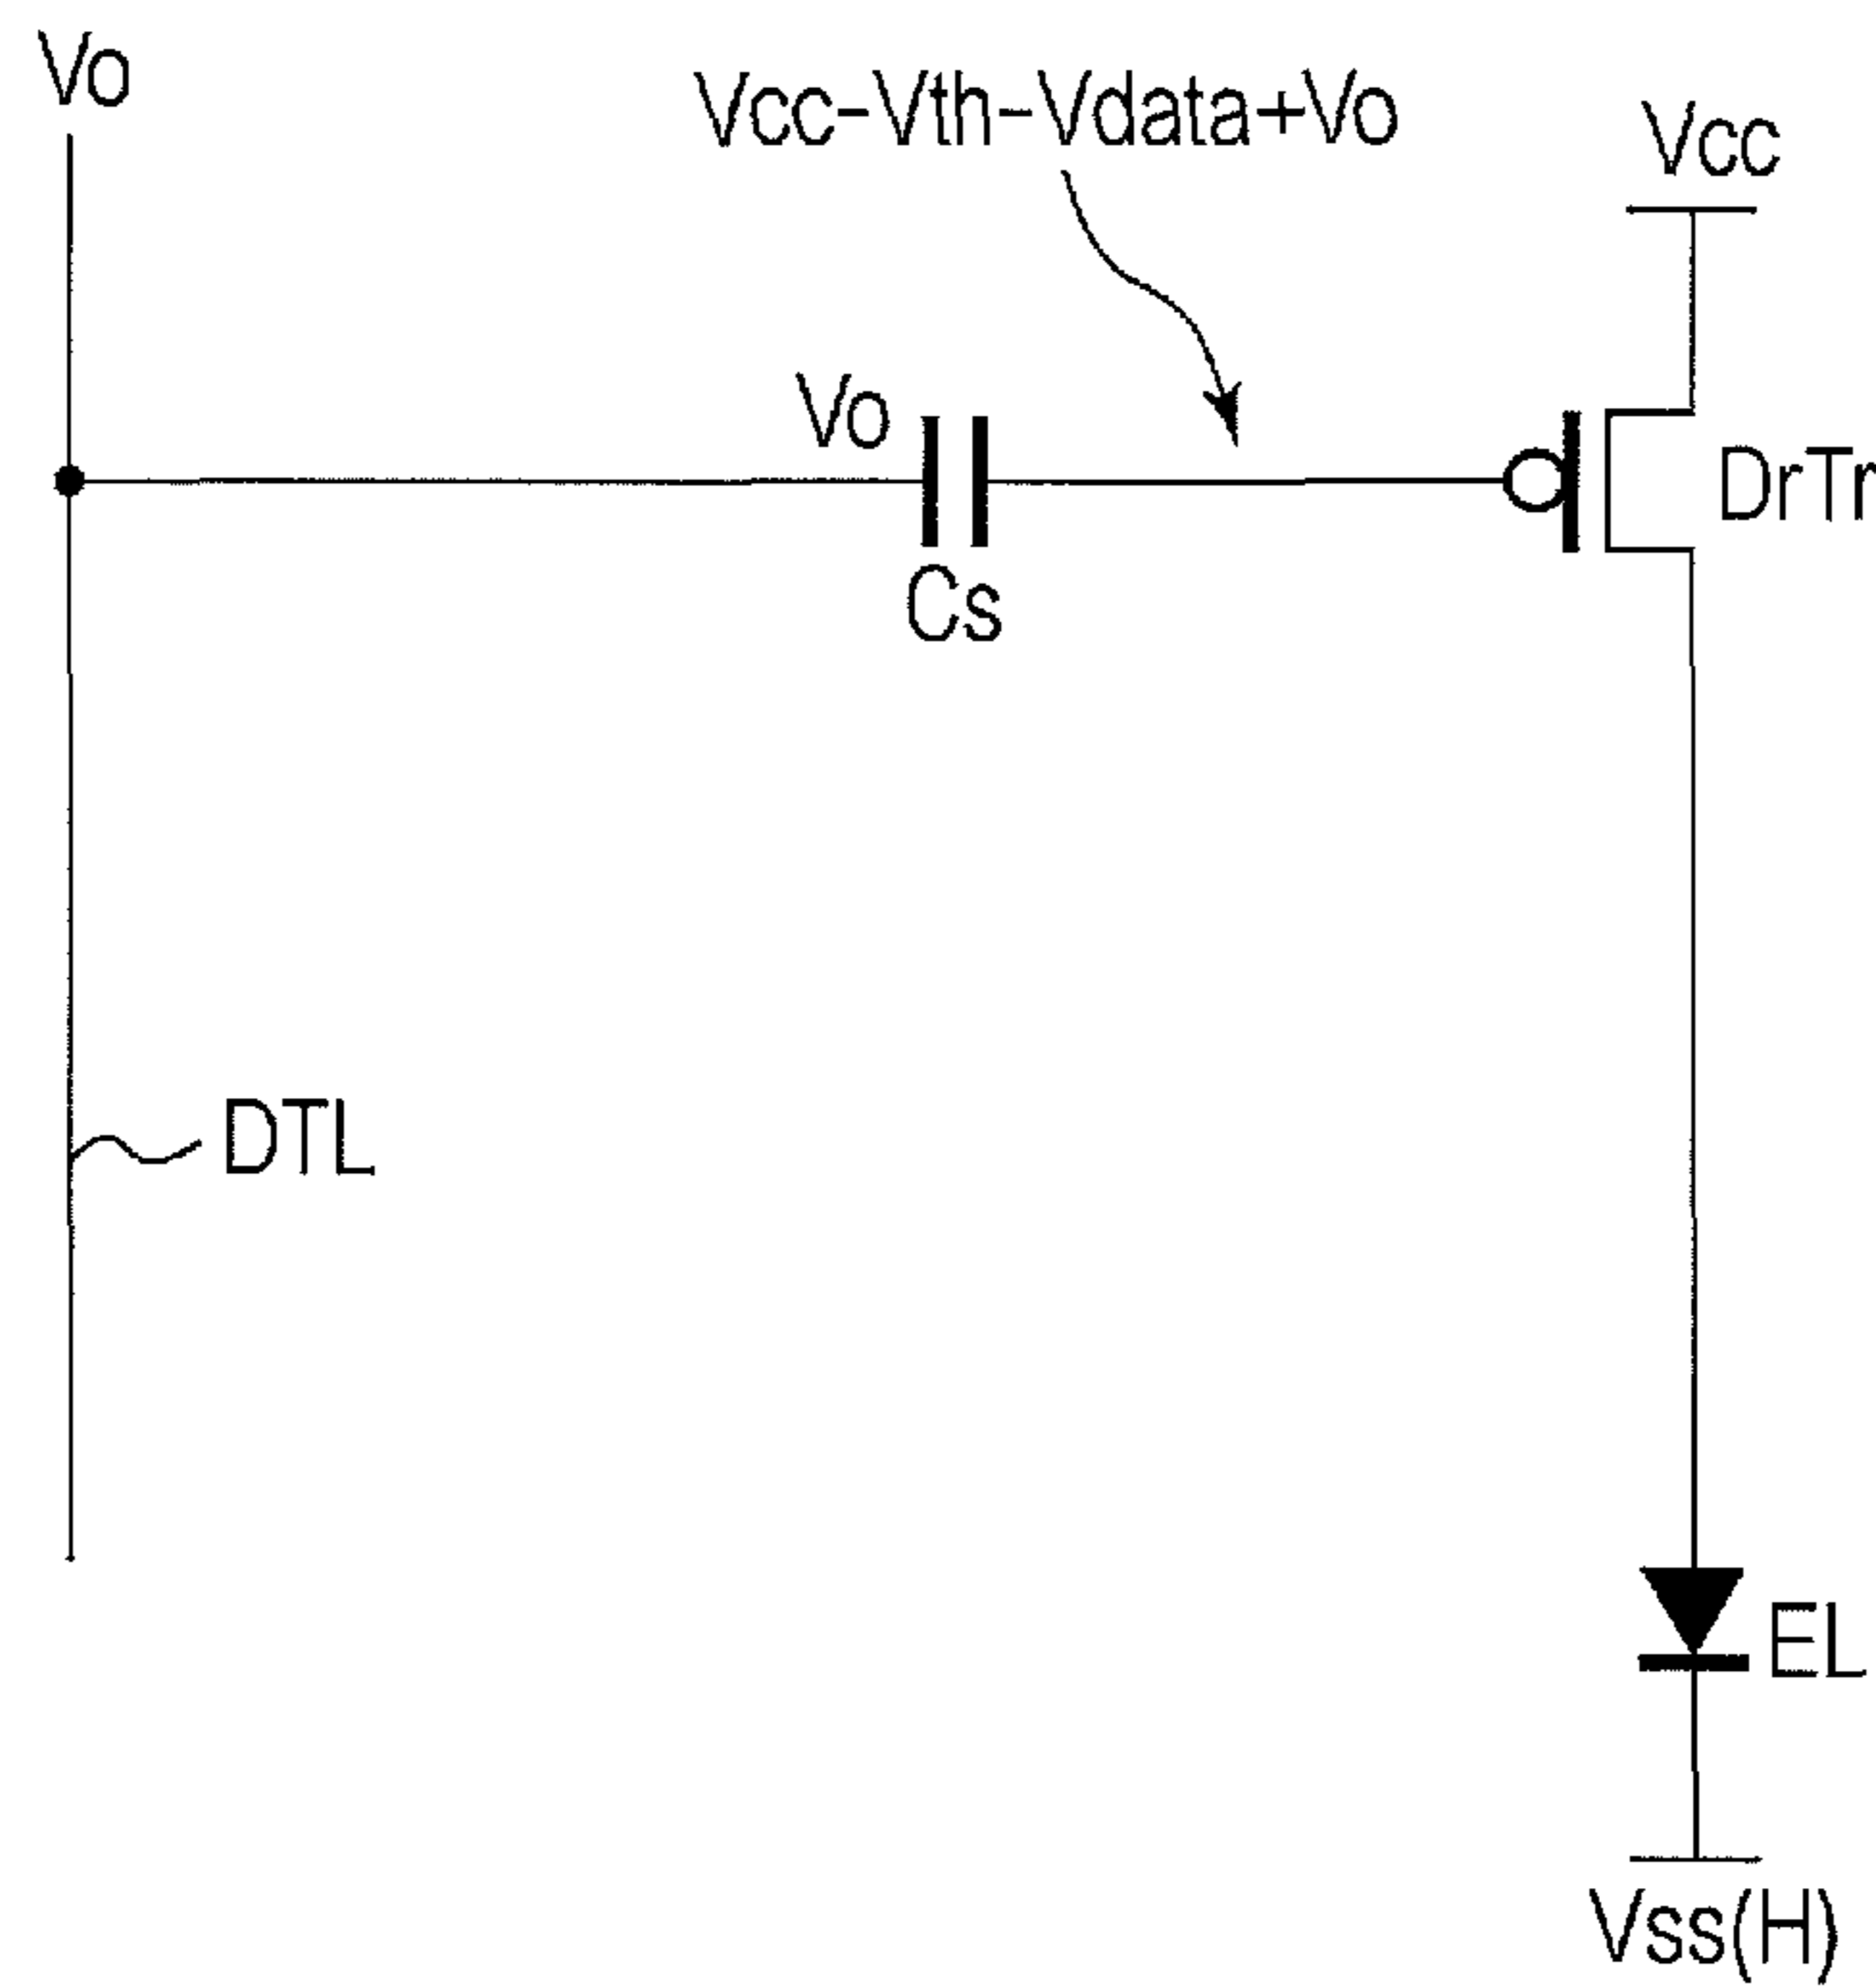 Vo
Vcc-Vth-Vdata+Vo
Vcc
Vo
DrTr
Cs
DTL
EL
Vss(H)